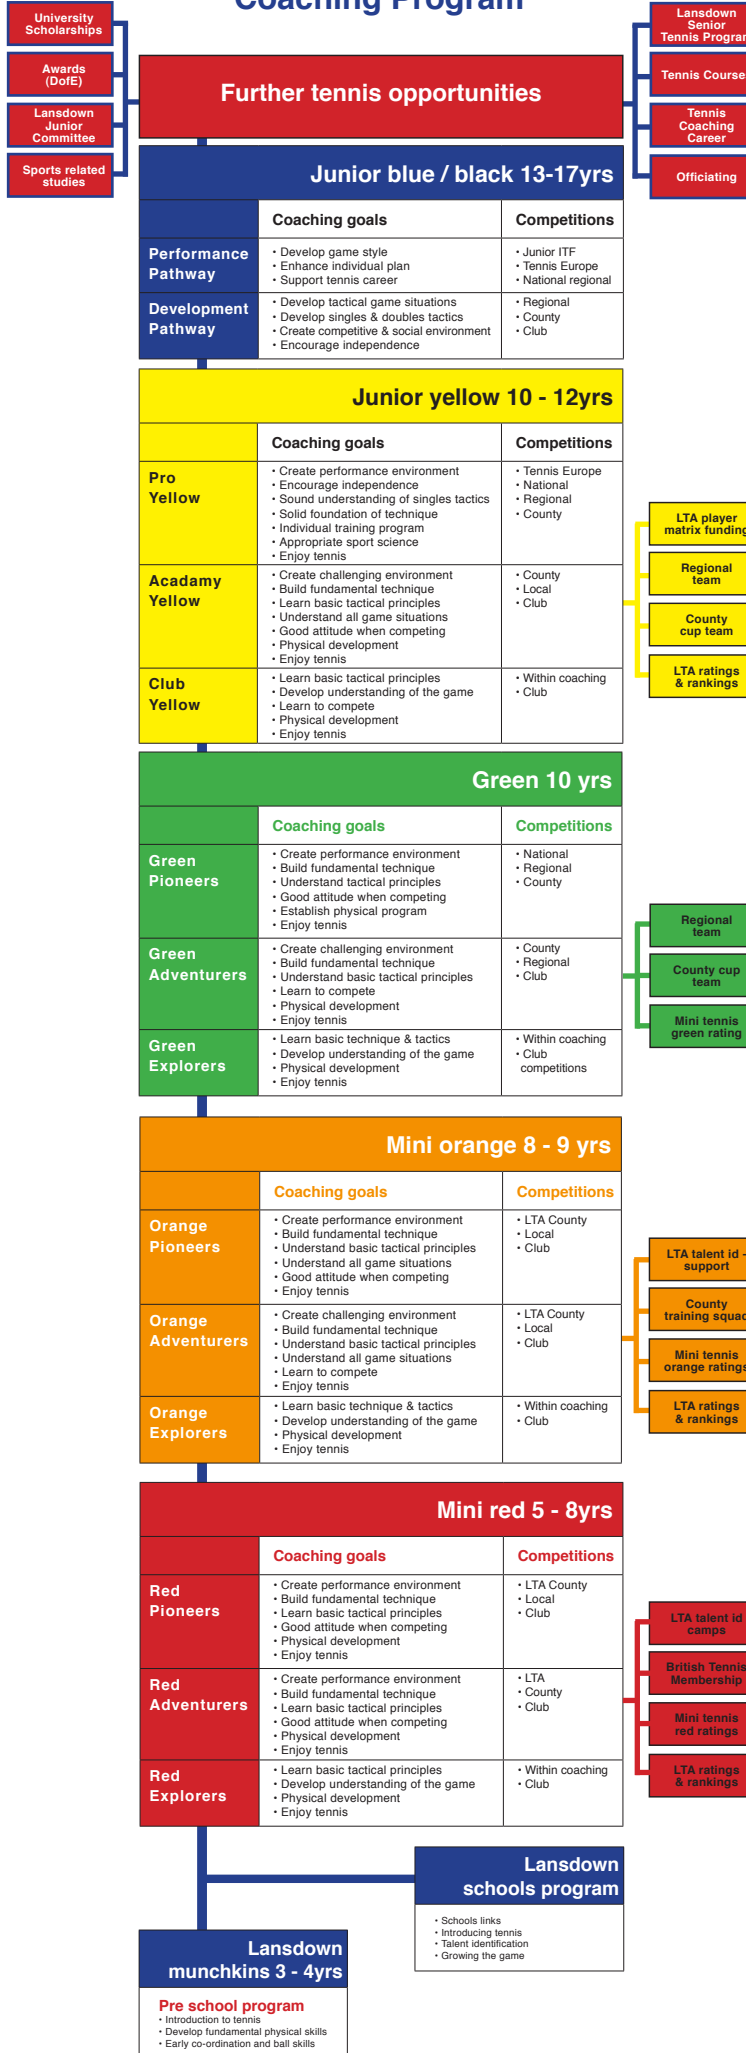 Coaching Program
University
Scholarships
Awards
(DofE)
Lansdown
Junior
Committee
Sports related
studies
Further tennis opportunities
Lansdown
Senior
Tennis Program
Tennis Course
Tennis
Coaching
Career
Officiating
Junior blue / black 13-17yrs
Coaching goals
Competitions
Performance
Pathway
• Develop game style
• Enhance individual plan
• Support tennis career
• Junior ITF
• Tennis Europe
• National regional
Development
Pathway
• Develop tactical game situations
• Develop singles & doubles tactics
• Create competitive & social environment
• Encourage independence
• Regional
• County
• Club
Junior yellow 10 - 12yrs
Coaching goals
Competitions
Pro
Yellow
• Create performance environment
• Encourage independence
• Sound understanding of singles tactics
• Solid foundation of technique
• Individual training program
• Appropriate sport science
• Enjoy tennis
• Tennis Europe
• National
• Regional
• County
Acadamy
Yellow
• Create challenging environment
• Build fundamental technique
• Learn basic tactical principles
• Understand all game situations
• Good attitude when competing
• Physical development
• Enjoy tennis
• County
• Local
• Club
Club
Yellow
• Learn basic tactical principles
• Develop understanding of the game
• Learn to compete
• Physical development
• Enjoy tennis
• Within coaching
• Club
LTA player
matrix funding
Regional
team
County
cup team
LTA ratings
& rankings
Green 10 yrs
Coaching goals
Competitions
Green
Pioneers
• Create performance environment
• Build fundamental technique
• Understand tactical principles
• Good attitude when competing
• Establish physical program
• Enjoy tennis
• National
• Regional
• County
Green
Adventurers
• Create challenging environment
• Build fundamental technique
• Understand basic tactical principles
• Learn to compete
• Physical development
• Enjoy tennis
• County
• Regional
• Club
Green
Explorers
• Learn basic technique & tactics
• Develop understanding of the game
• Physical development
• Enjoy tennis
• Within coaching
• Club
competitions
Regional
team
County cup
team
Mini tennis
green rating
Mini orange 8 - 9 yrs
Coaching goals
Competitions
Orange
Pioneers
• Create performance environment
• Build fundamental technique
• Understand basic tactical principles
• Understand all game situations
• Good attitude when competing
• Enjoy tennis
• LTA County
• Local
• Club
Orange
Adventurers
• Create challenging environment
• Build fundamental technique
• Understand basic tactical principles
• Understand all game situations
• Learn to compete
• Enjoy tennis
• LTA County
• Local
• Club
Orange
Explorers
• Learn basic technique & tactics
• Develop understanding of the game
• Physical development
• Enjoy tennis
• Within coaching
• Club
LTA talent id -
support
County
training squad
Mini tennis
orange ratings
LTA ratings
& rankings
Mini red 5 - 8yrs
Coaching goals
Competitions
Red
Pioneers
• Create performance environment
• Build fundamental technique
• Learn basic tactical principles
• Good attitude when competing
• Physical development
• Enjoy tennis
• LTA County
• Local
• Club
Red
Adventurers
• Create performance environment
• Build fundamental technique
• Learn basic tactical principles
• Good attitude when competing
• Physical development
• Enjoy tennis
• LTA
• County
• Club
Red
Explorers
• Learn basic tactical principles
• Develop understanding of the game
• Physical development
• Enjoy tennis
• Within coaching
• Club
LTA talent id
camps
British Tennis
Membership
Mini tennis
red ratings
LTA ratings
& rankings
Lansdown
schools program
• Schools links
• Introducing tennis
• Talent identification
• Growing the game
Lansdown
munchkins 3 - 4yrs
Pre school program
• Introduction to tennis
• Develop fundamental physical skills
• Early co-ordination and ball skills